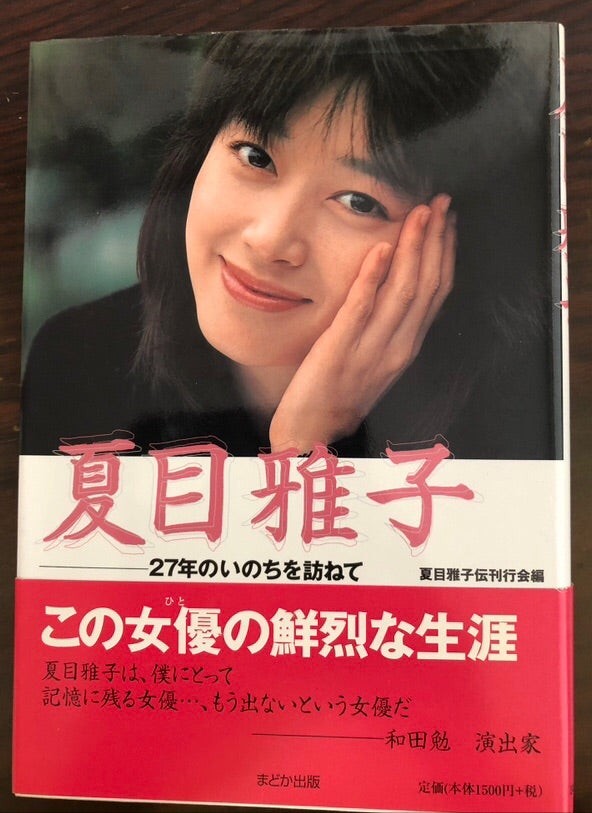 夏目雅子
27年のいのちを訪ねて
夏目雅子伝刊行会編
この女優の鮮烈な生涯
ひと
夏目雅子は、僕にとって
記憶に残る女優…、もう出ないという女優だ
和田勉 演出家
まどか出版
定価(本体1500円+税)